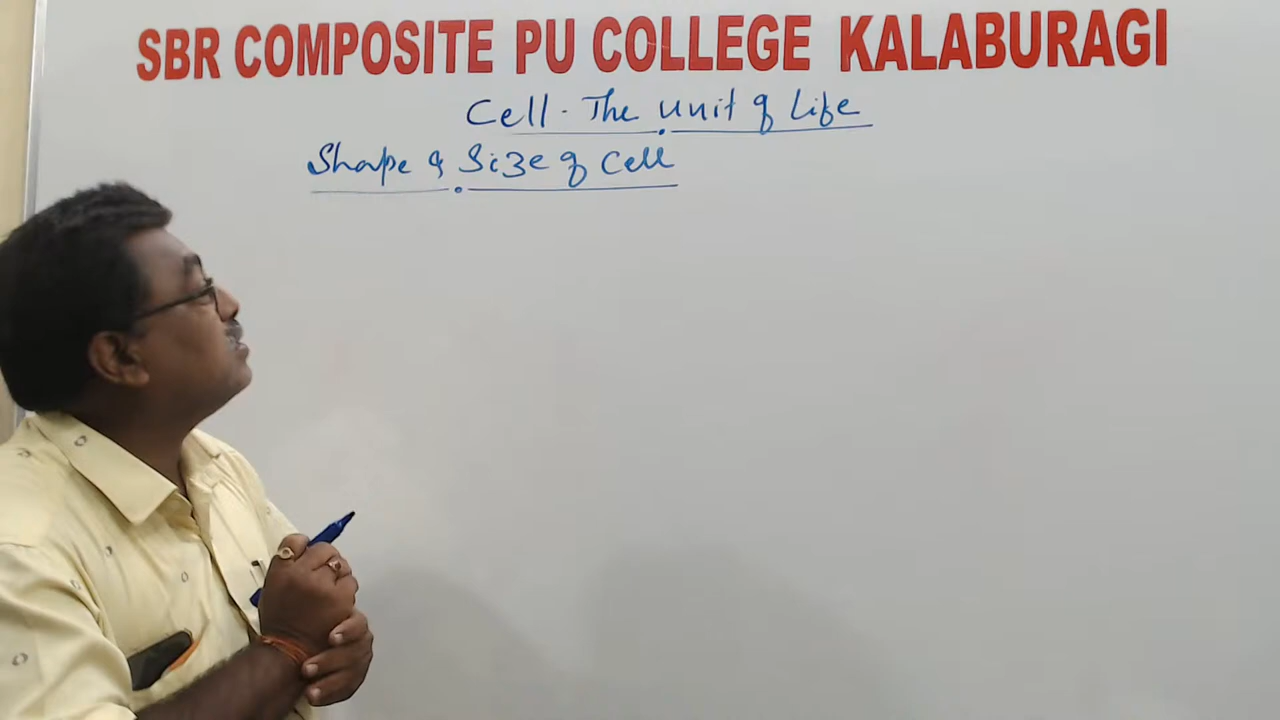 SBR COMPOSITE PU COLLEGE KALABURAGI
Cell - The Unit of Life
Shape & Size of Cell